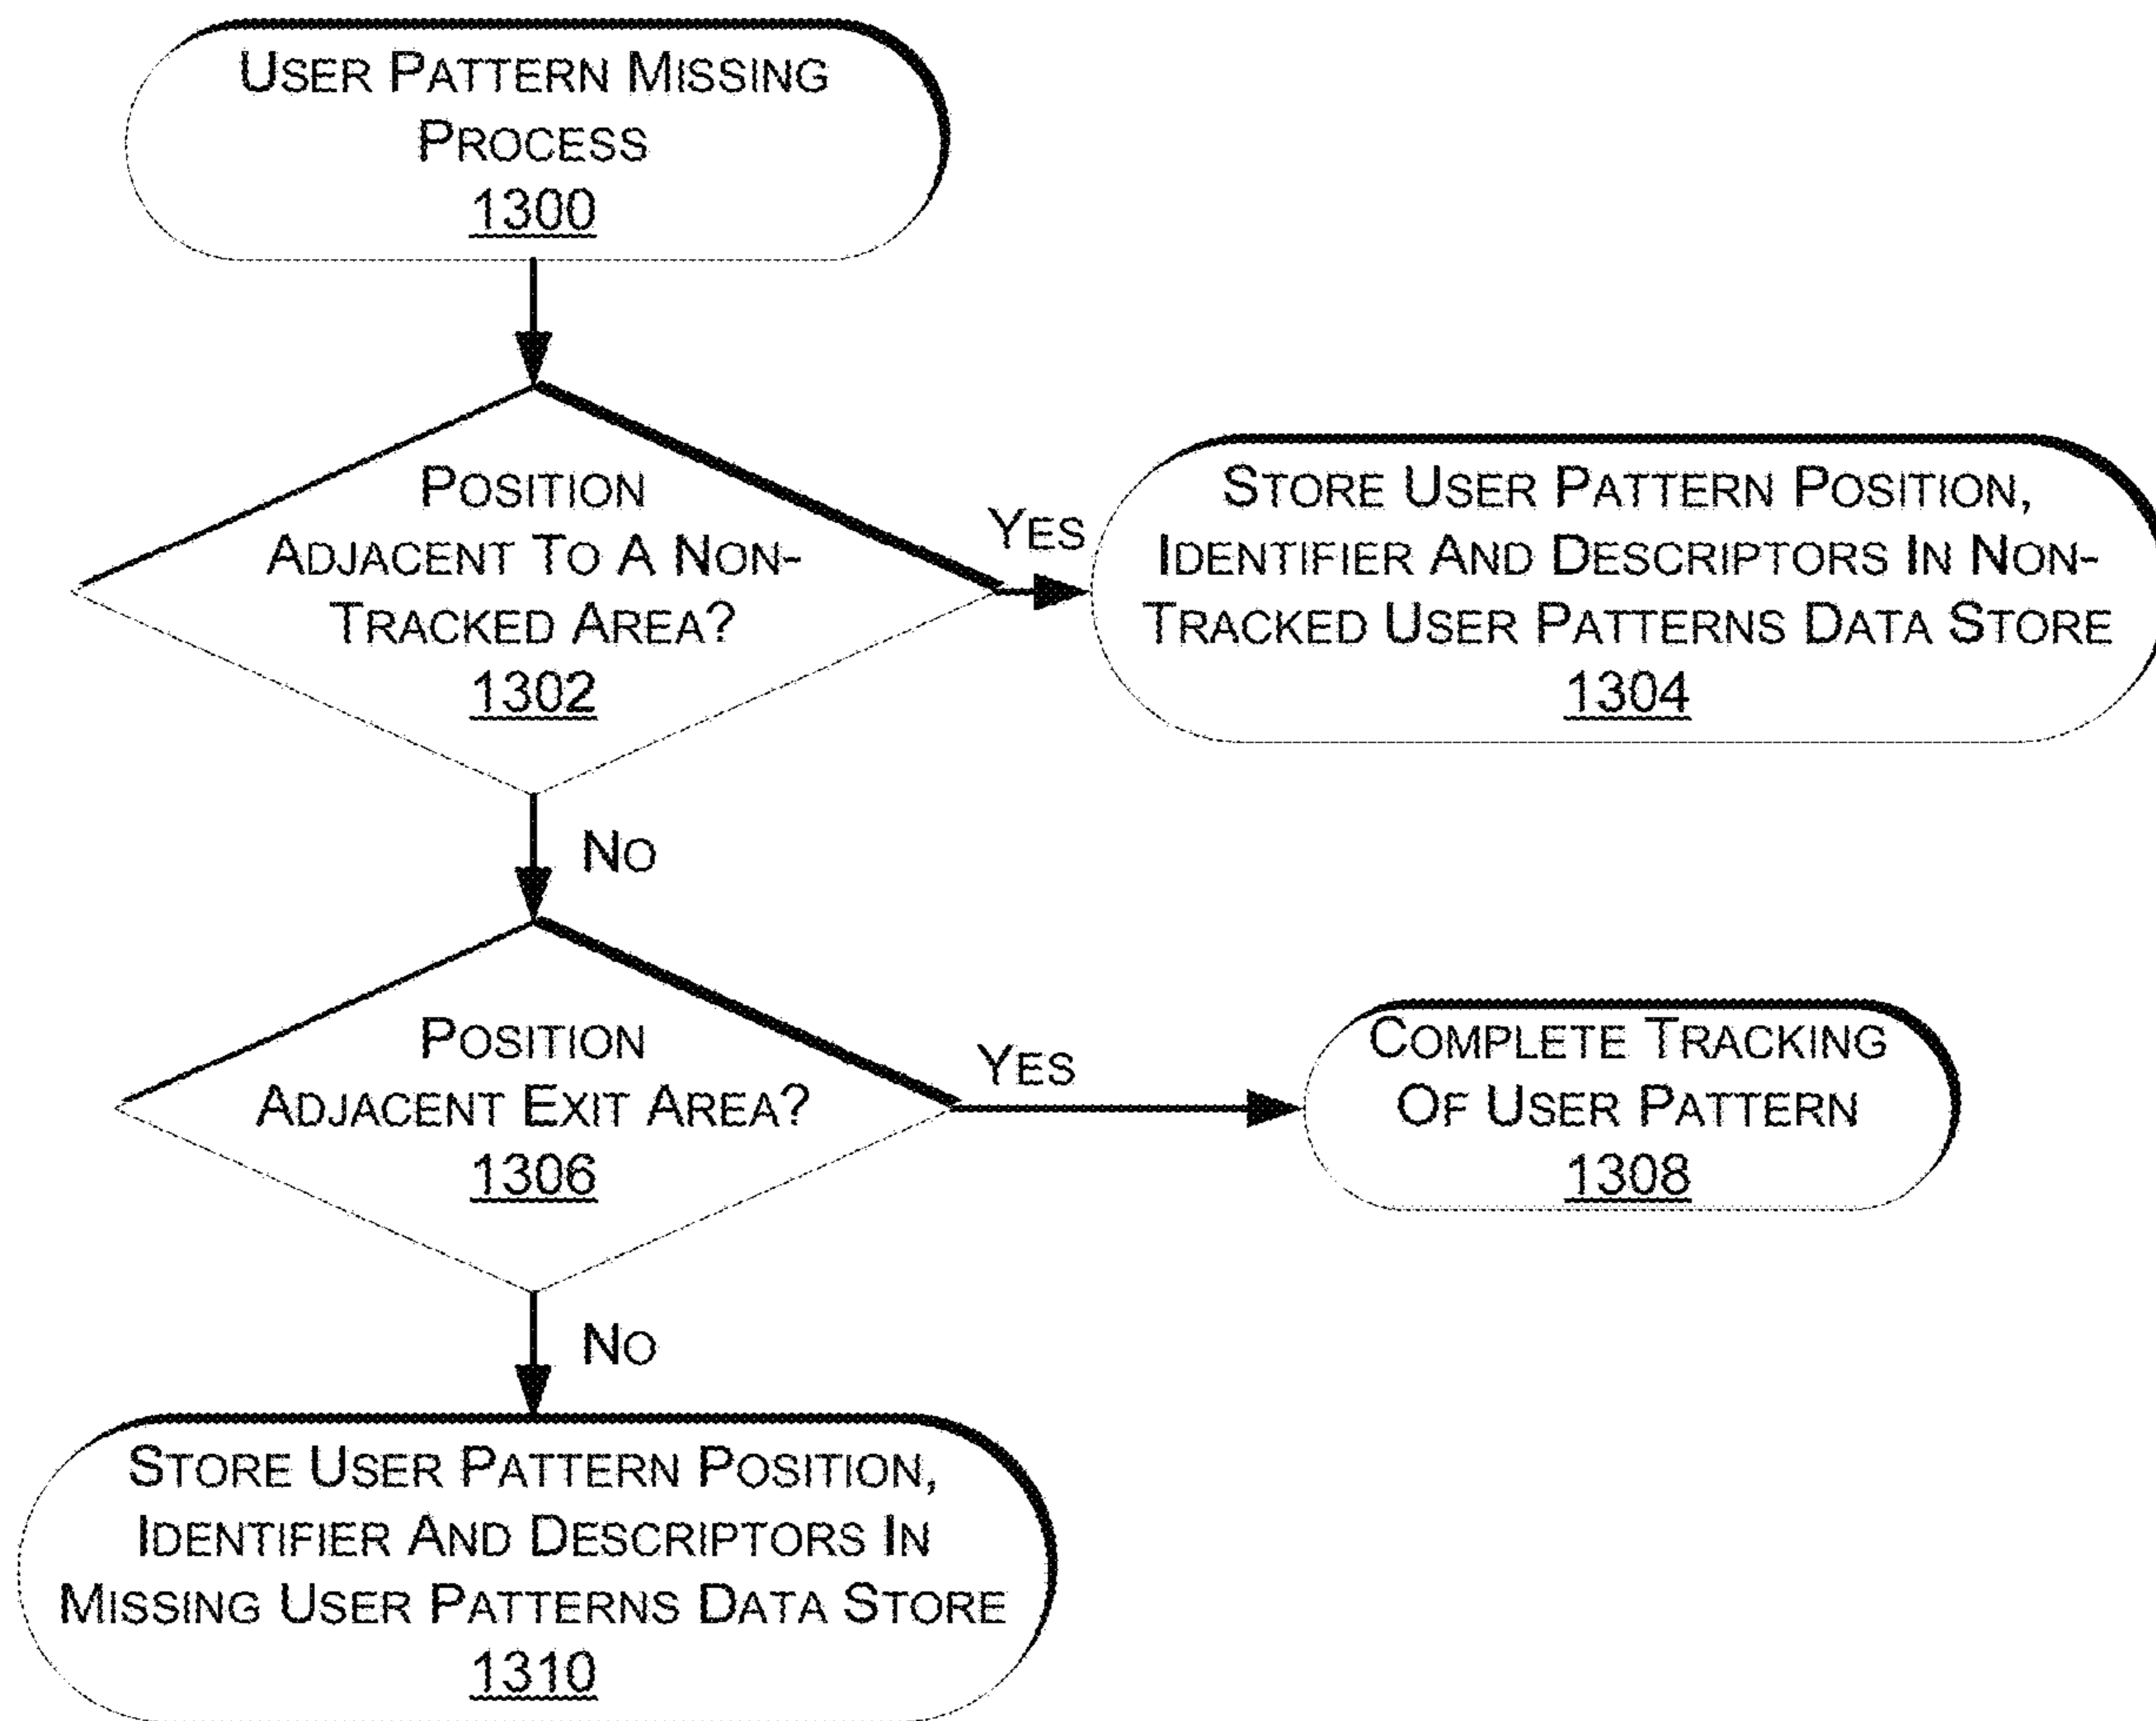 USER PATTERN MISSING
PROCESS
1300
POSITION
ADJACENT TO A NON-
TRACKED AREA?
1302
YES
STORE USER PATTERN POSITION,
IDENTIFIER AND DESCRIPTORS IN NON-
TRACKED USER PATTERNS DATA STORE
1304
NO
POSITION
ADJACENT EXIT AREA?
1306
YES
COMPLETE TRACKING
OF USER PATTERN
1308
NO
STORE USER PATTERN POSITION,
IDENTIFIER AND DESCRIPTORS IN
MISSING USER PATTERNS DATA STORE
1310